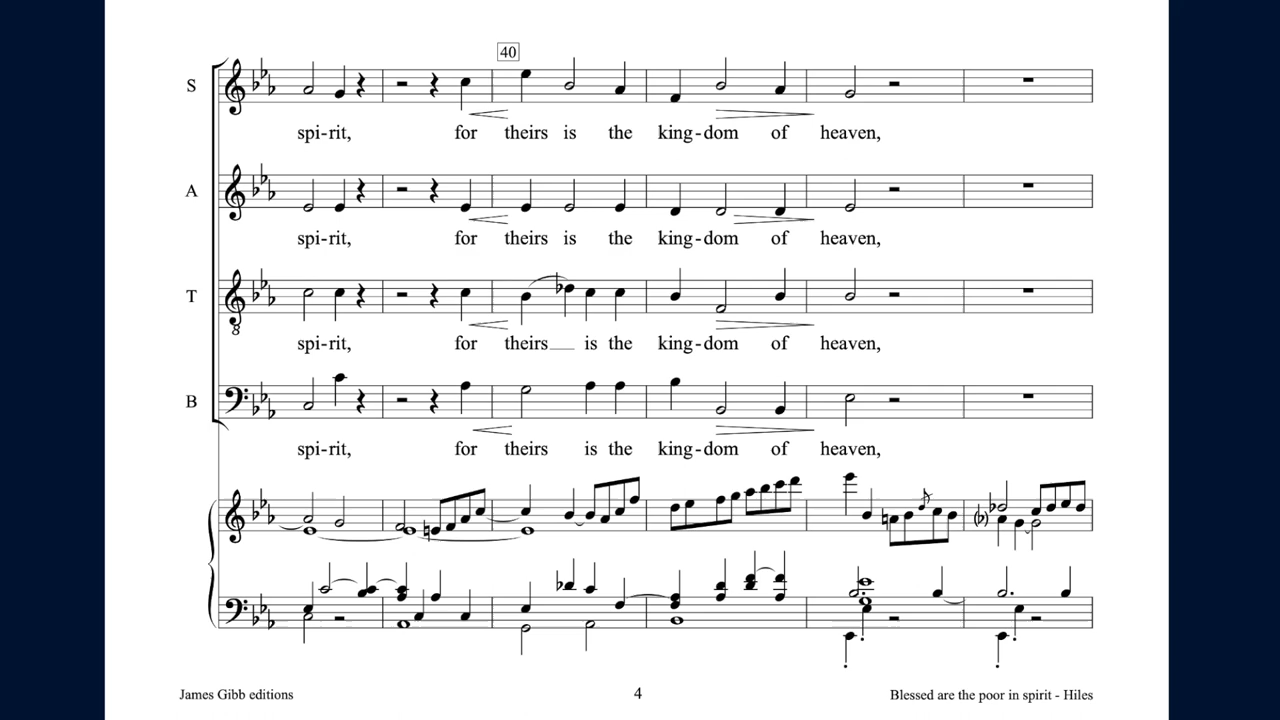 40
S
spi-rit, for theirs is the king-dom of heaven,
A
spi-rit, for theirs is the king-dom of heaven,
T
8
spi-rit, for theirs__ is the king-dom of heaven,
B
spi-rit, for theirs is the king-dom of heaven,
James Gibb editions 4 Blessed are the poor in spirit - Hiles